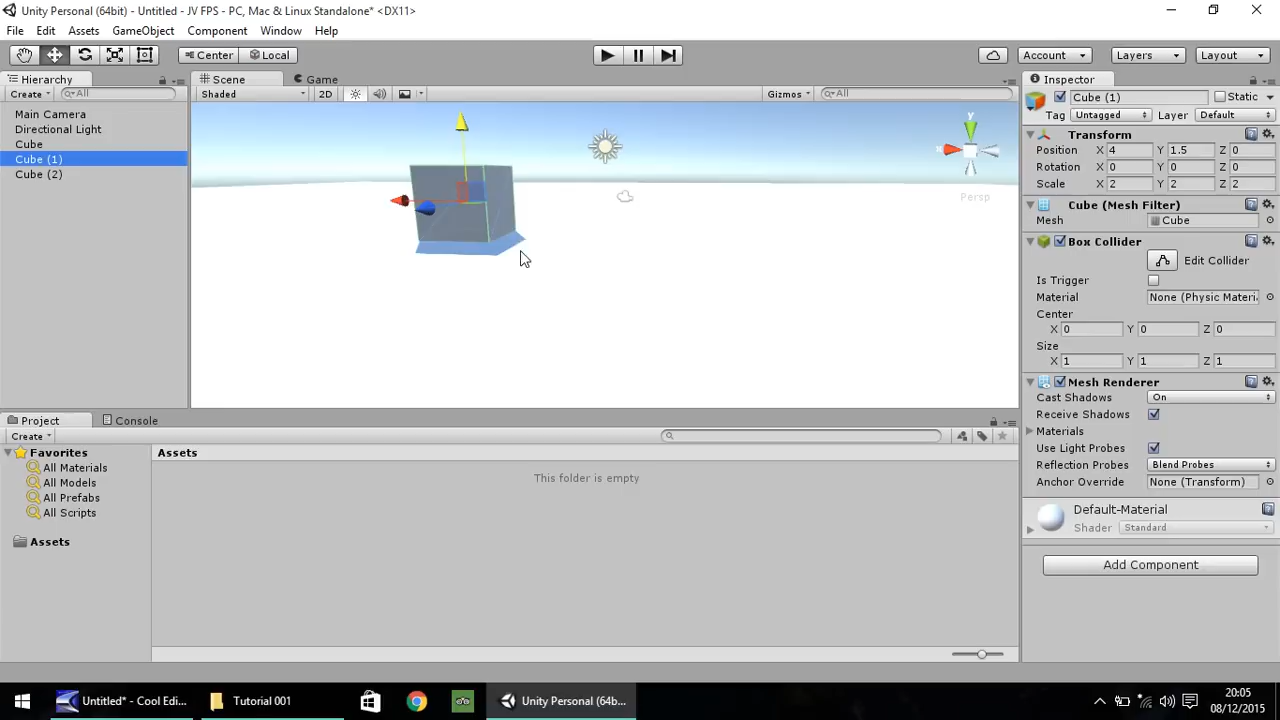 Unity Personal (64bit) - Untitled - JV FPS - PC, Mac & Linux Standalone* <DX11>
File Edit Assets GameObject Component Window Help
Center Local Account Layers Layout
Hierarchy Scene Game Inspector
Create All Shaded 2D Gizmos All Cube (1) Static
Tag Untagged Layer Default
Main Camera
Directional Light
Cube
Cube (1)
Cube (2)
y
x
Persp
Transform
Position X 4 Y 1.5 Z 0
Rotation X 0 Y 0 Z 0
Scale X 2 Y 2 Z 2
Cube (Mesh Filter)
Mesh Cube
Box Collider
Edit Collider
Is Trigger
Material None (Physic Materi
Center
X 0 Y 0 Z 0
Size
X 1 Y 1 Z 1
Mesh Renderer
Cast Shadows On
Receive Shadows
Materials
Use Light Probes
Reflection Probes Blend Probes
Anchor Override None (Transform)
Default-Material
Shader Standard
Add Component
Project Console
Create
Favorites
All Materials
All Models
All Prefabs
All Scripts
Assets
Assets
This folder is empty
Untitled* - Cool Edi... Tutorial 001 Unity Personal (64b...
20:05
08/12/2015